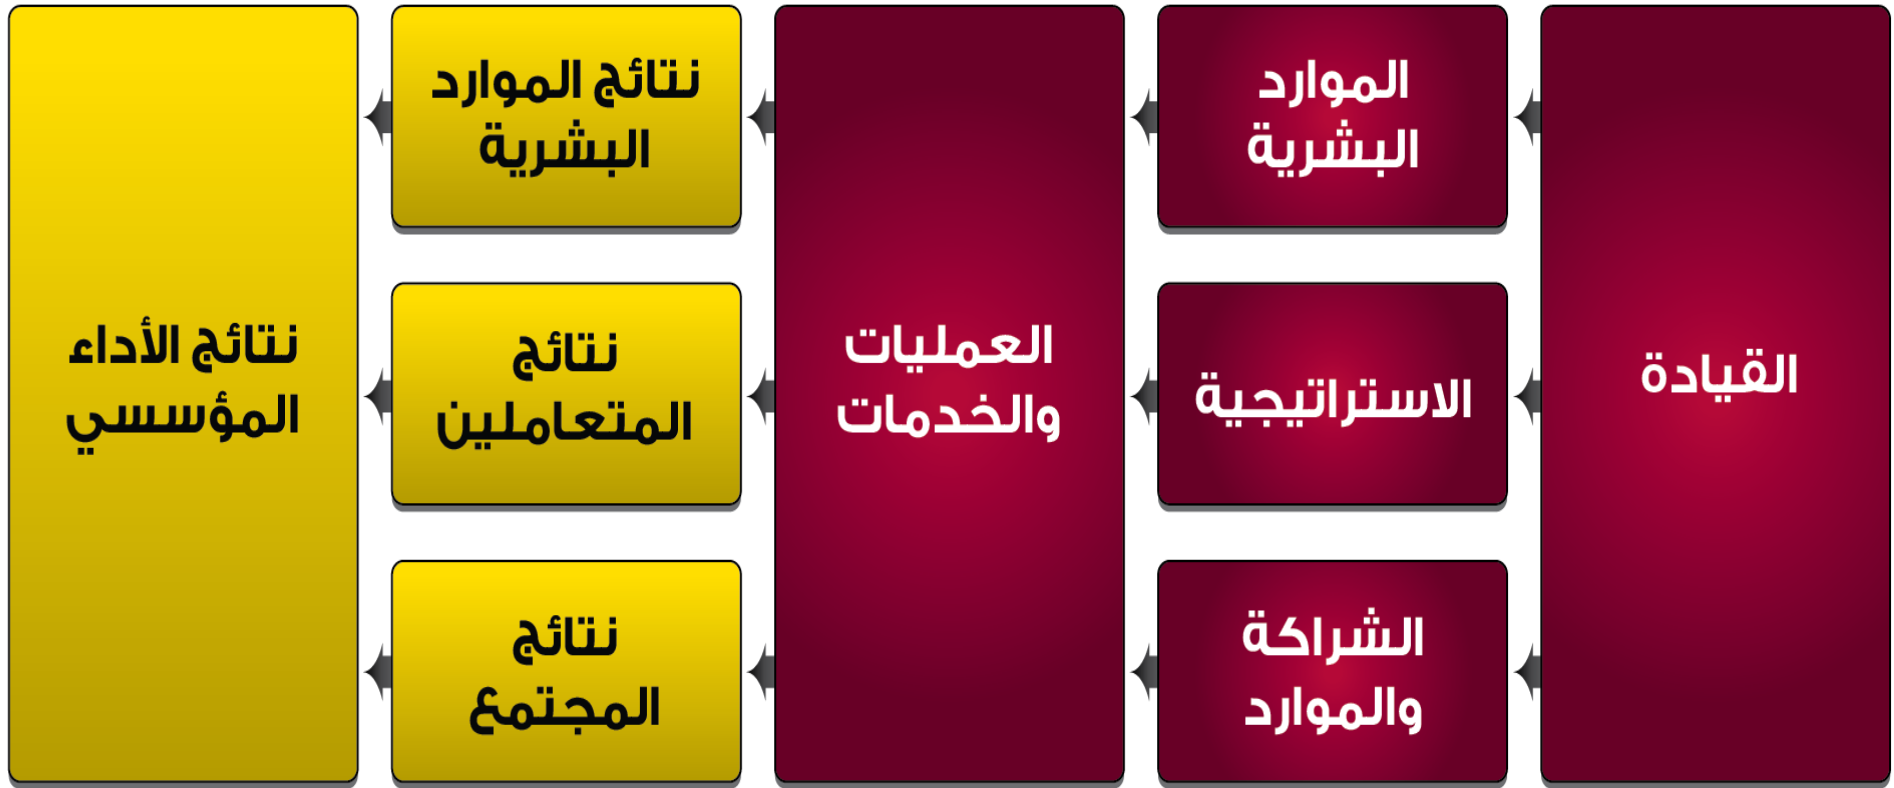 القيادة
الموارد
البشرية
الاستراتيجية
الشراكة
والموارد
العمليات
والخدمات
نتائج الموارد
البشرية
نتائج
المتعاملين
نتائج
المجتمع
نتائج الأداء
المؤسسي